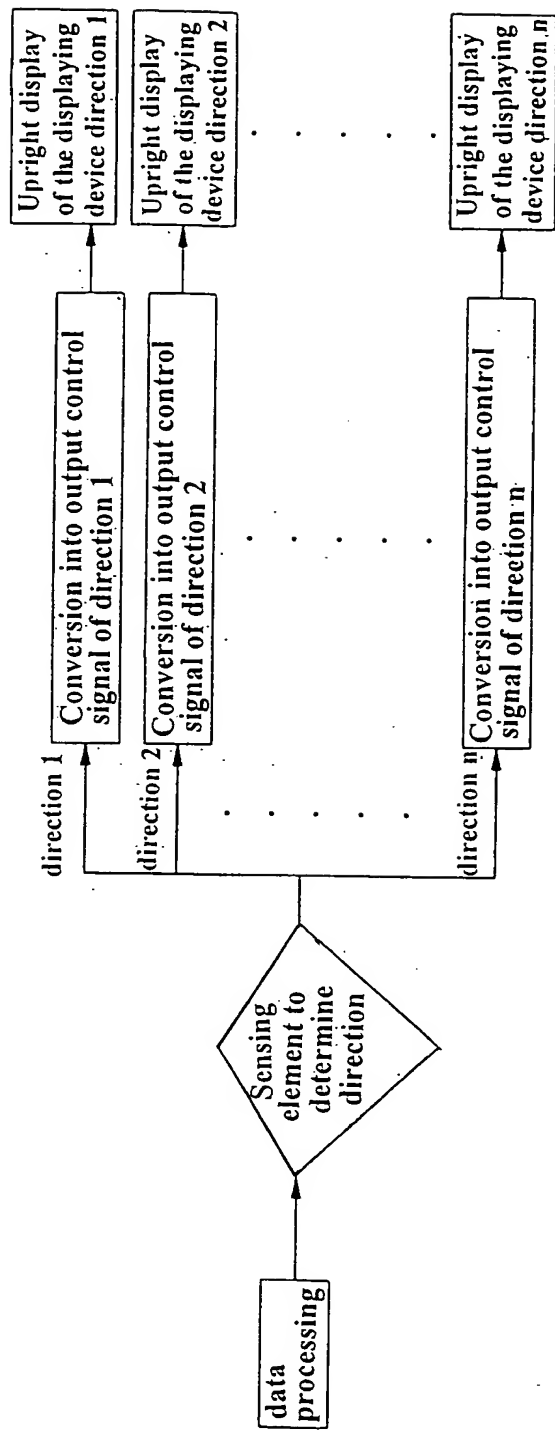 data
processing
Sensing
element to
determine
direction
direction 1
Conversion into output control
signal of direction 1
Upright display
of the displaying
device direction 1
direction 2
Conversion into output control
signal of direction 2
Upright display
of the displaying
device direction 2
direction n
Conversion into output control
signal of direction n
Upright display
of the displaying
device direction n